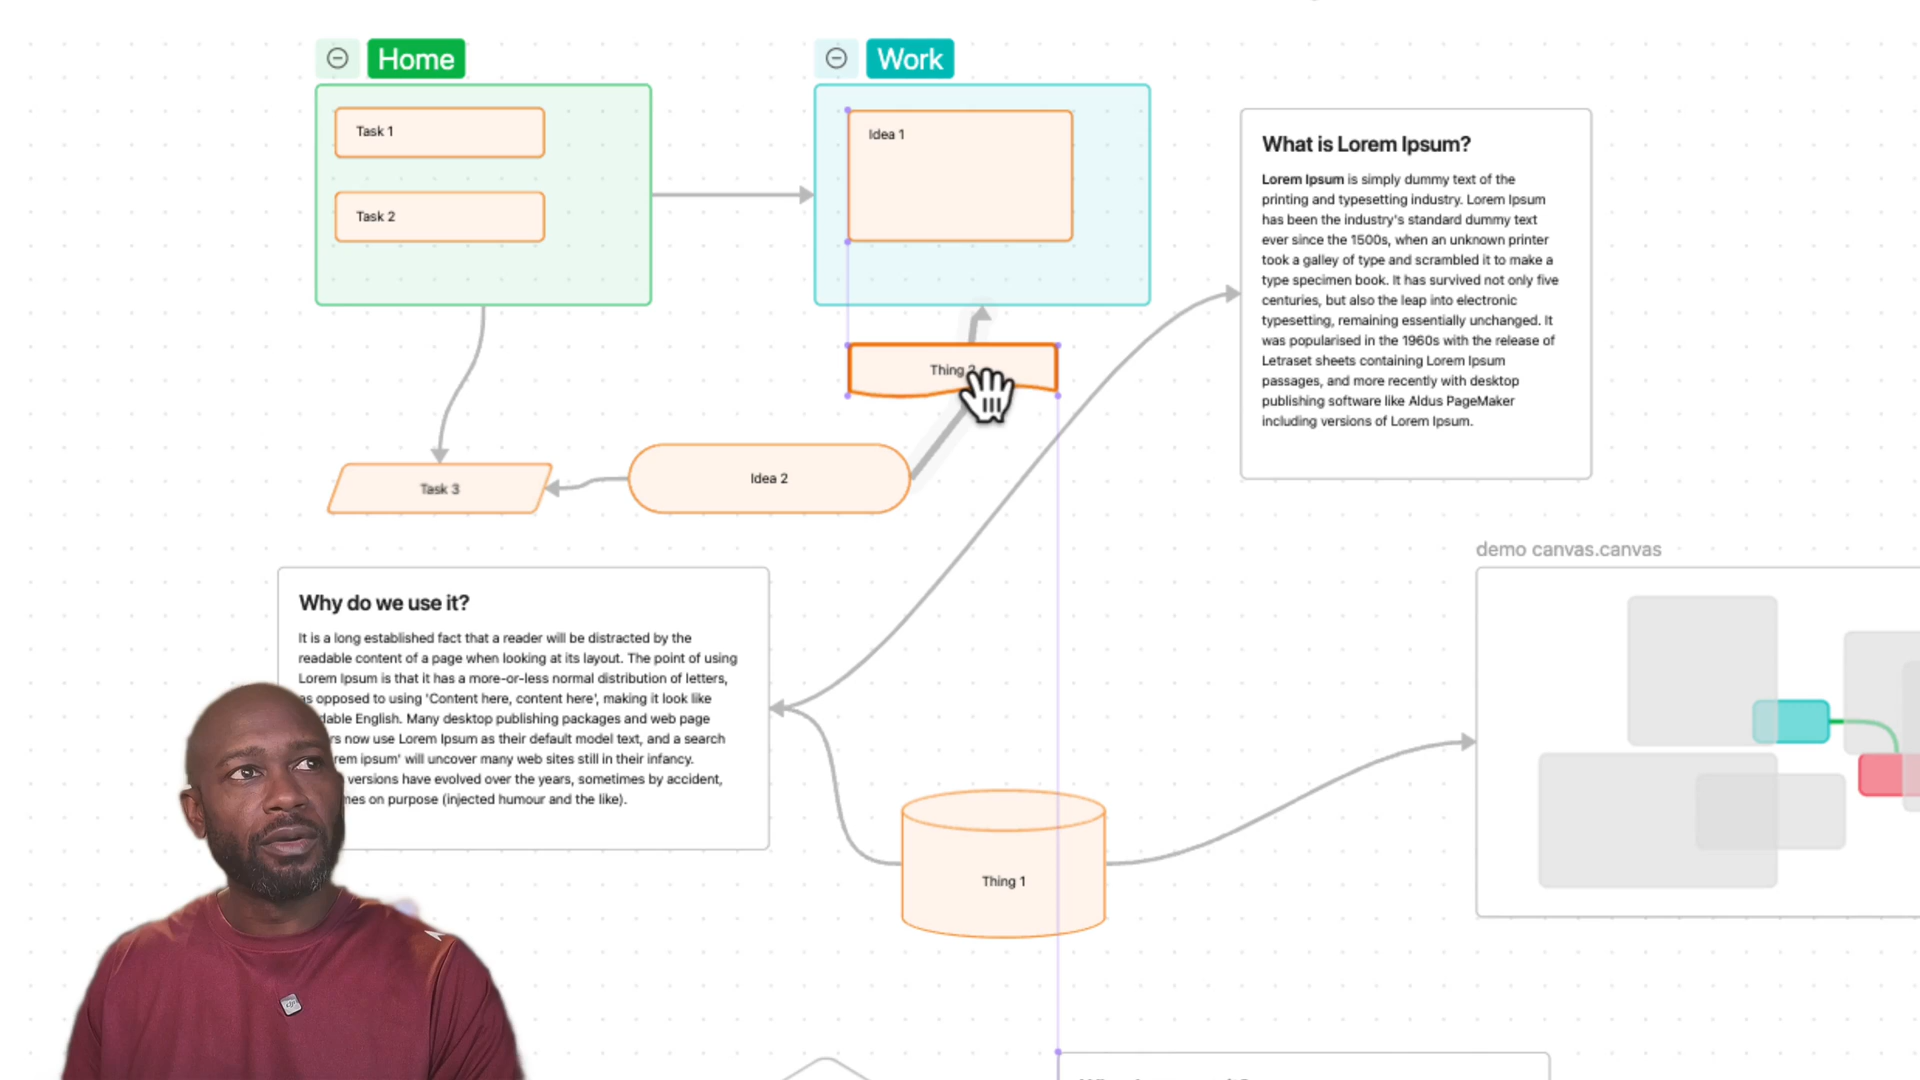 Home
Work
Task 1
Task 2
Idea 1
What is Lorem Ipsum?
Lorem Ipsum is simply dummy text of the
printing and typesetting industry. Lorem Ipsum
has been the industry's standard dummy text
ever since the 1500s, when an unknown printer
took a galley of type and scrambled it to make a
type specimen book. It has survived not only five
centuries, but also the leap into electronic
typesetting, remaining essentially unchanged. It
was popularised in the 1960s with the release of
Letraset sheets containing Lorem Ipsum
passages, and more recently with desktop
publishing software like Aldus PageMaker
including versions of Lorem Ipsum.
Thing
Task 3
Idea 2
demo canvas.canvas
Why do we use it?
It is a long established fact that a reader will be distracted by the
readable content of a page when looking at its layout. The point of using
Lorem Ipsum is that it has a more-or-less normal distribution of letters,
as opposed to using 'Content here, content here', making it look like
English. Many desktop publishing packages and web page
now use Lorem Ipsum as their default model text, and a search
ipsum' will uncover many web sites still in their infancy.
versions have evolved over the years, sometimes by accident,
on purpose (injected humour and the like).
Thing 1